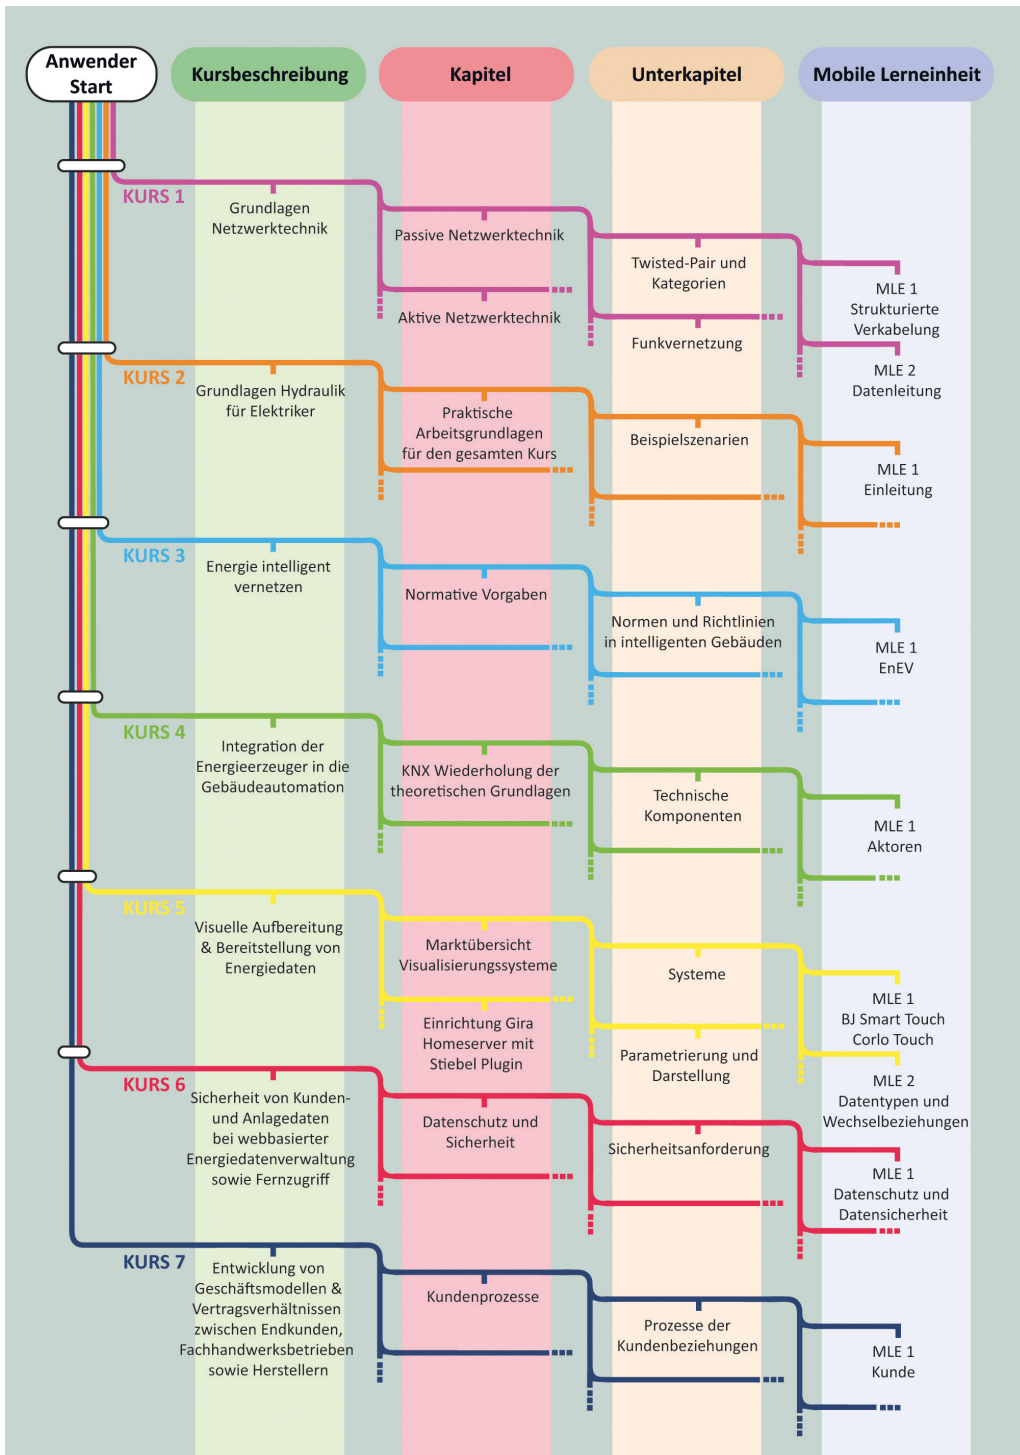 Anwender
Start
Kursbeschreibung
Kapitel
Unterkapitel
Mobile Lerneinheit
KURS 1
Grundlagen
Netzwerktechnik
Passive Netzwerktechnik
Aktive Netzwerktechnik
Twisted-Pair und
Kategorien
Funkvernetzung
MLE 1
Strukturierte
Verkabelung
MLE 2
Datenleitung
KURS 2
Grundlagen Hydraulik
für Elektriker
Praktische
Arbeitsgrundlagen
für den gesamten Kurs
Beispielszenarien
MLE 1
Einleitung
KURS 3
Energie intelligent
vernetzen
Normative Vorgaben
Normen und Richtlinien
in intelligenten Gebäuden
MLE 1
EnEV
KURS 4
Integration der
Energieerzeuger in die
Gebäudeautomation
KNX Wiederholung der
theoretischen Grundlagen
Technische
Komponenten
MLE 1
Aktoren
KURS 5
Visuelle Aufbereitung
& Bereitstellung von
Energiedaten
Marktübersicht
Visualisierungssysteme
Einrichtung Gira
Homeserver mit
Stiebel Plugin
Systeme
Parametrierung und
Darstellung
MLE 1
BJ Smart Touch
Corlo Touch
MLE 2
Datentypen und
Wechselbeziehungen
KURS 6
Sicherheit von Kunden-
und Anlagedaten
bei webbasierter
Energiedatenverwaltung
sowie Fernzugriff
Datenschutz und
Sicherheit
Sicherheitsanforderung
MLE 1
Datenschutz und
Datensicherheit
KURS 7
Entwicklung von
Geschäftsmodellen &
Vertragsverhältnissen
zwischen Endkunden,
Fachhandwerksbetrieben
sowie Herstellern
Kundenprozesse
Prozesse der
Kundenbeziehungen
MLE 1
Kunde